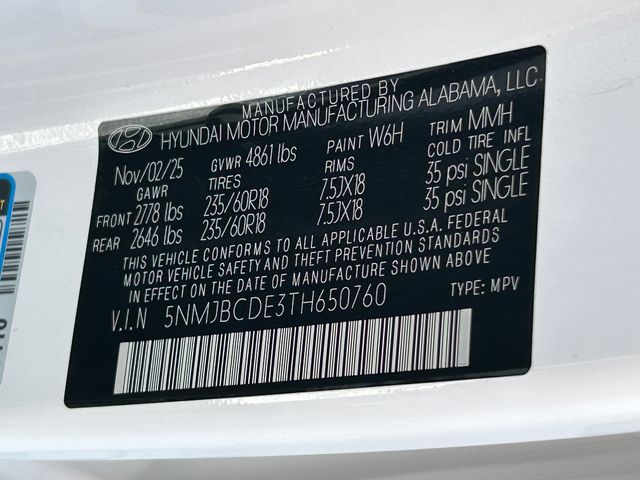 MANUFACTURED BY
HYUNDAI MOTOR MANUFACTURING ALABAMA, LLC.
Nov/02/25 GVWR 4861 lbs PAINT W6H TRIM MMH
GAWR TIRES RIMS COLD TIRE INFL
FRONT 2778 lbs 235/60R18 7.5JX18 35 psi SINGLE
REAR 2646 lbs 235/60R18 7.5JX18 35 psi SINGLE
THIS VEHICLE CONFORMS TO ALL APPLICABLE U.S.A. FEDERAL
MOTOR VEHICLE SAFETY AND THEFT PREVENTION STANDARDS
IN EFFECT ON THE DATE OF MANUFACTURE SHOWN ABOVE
V.I.N 5NMJBCDE3TH650760 TYPE: MPV